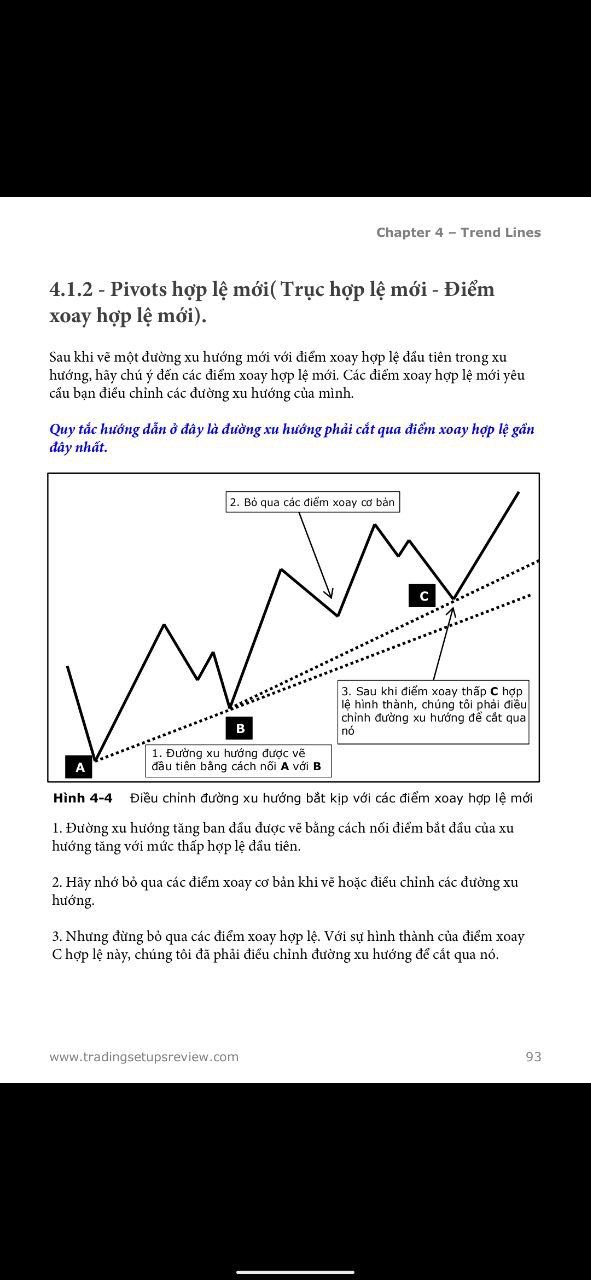 Chapter 4 – Trend Lines
4.1.2 - Pivots hợp lệ mới( Trục hợp lệ mới - Điểm
xoay hợp lệ mới).
Sau khi vẽ một đường xu hướng mới với điểm xoay hợp lệ đầu tiên trong xu
hướng, hãy chú ý đến các điểm xoay hợp lệ mới. Các điểm xoay hợp lệ mới yêu
cầu bạn điều chỉnh các đường xu hướng của mình.
Quy tắc hướng dẫn ở đây là đường xu hướng phải cắt qua điểm xoay hợp lệ gần
đây nhất.
2. Bỏ qua các điểm xoay cơ bản
C
3. Sau khi điểm xoay thấp C hợp
lệ hình thành, chúng tôi phải điều
chỉnh đường xu hướng để cắt qua
nó
B
1. Đường xu hướng được vẽ
đầu tiên bằng cách nối A với B
A
Hình 4-4 Điều chỉnh đường xu hướng bắt kịp với các điểm xoay hợp lệ mới
1. Đường xu hướng tăng ban đầu được vẽ bằng cách nối điểm bắt đầu của xu
hướng tăng với mức thấp hợp lệ đầu tiên.
2. Hãy nhớ bỏ qua các điểm xoay cơ bản khi vẽ hoặc điều chỉnh các đường xu
hướng.
3. Nhưng đừng bỏ qua các điểm xoay hợp lệ. Với sự hình thành của điểm xoay
C hợp lệ này, chúng tôi đã phải điều chỉnh đường xu hướng để cắt qua nó.
www.tradingsetupsreview.com
93